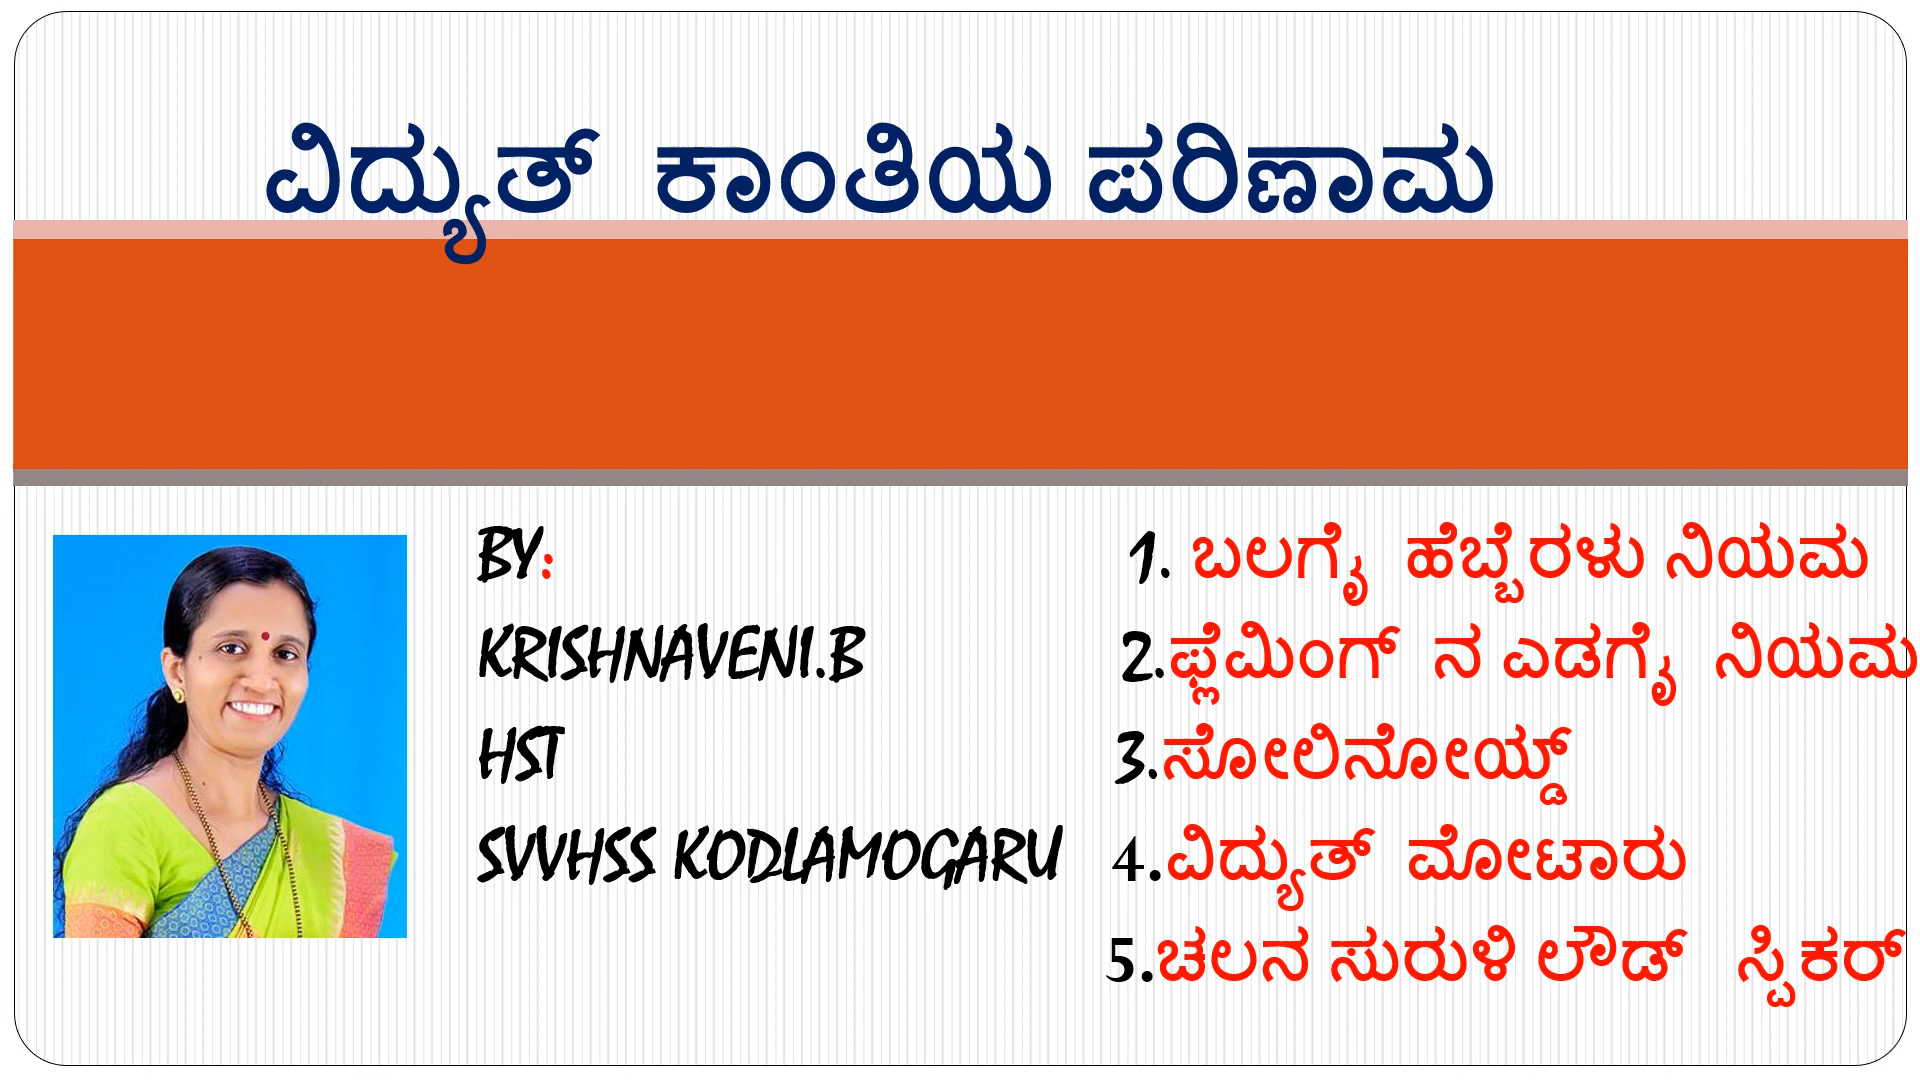 ವಿದ್ಯುತ್ ಕಾಂತಿಯ ಪರಿಣಾಮ
BY:
KRISHNAVENI.B
HST
SVVHSS KODLAMOGARU
1. ಬಲಗೈ ಹೆಬ್ಬೆರಳು ನಿಯಮ
2.ಫ್ಲೆಮಿಂಗ್ ನ ಎಡಗೈ ನಿಯಮ
3.ಸೋಲಿನೋಯ್ಡ್
4.ವಿದ್ಯುತ್ ಮೋಟಾರು
5.ಚಲನ ಸುರುಳಿ ಲೌಡ್ ಸ್ಪಿಕರ್